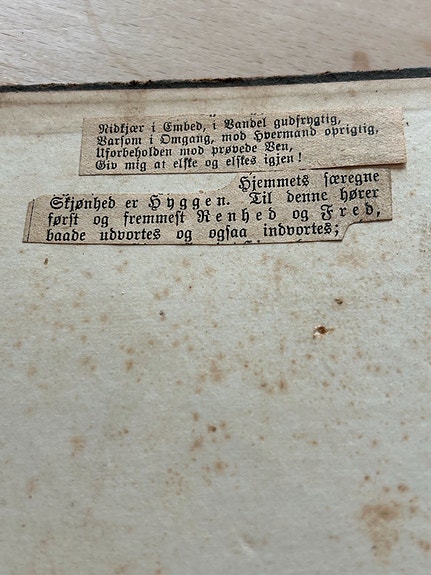 Nidkjær i Embed, i Vandel gudfrygtig,
Varsom i Omgang, mod Hvermand oprigtig,
Uforbeholden mod prøvede Ven,
Giv mig at elske og elskes igjen!
Hjemmets særegne
Skjønhed er Hyggen. Til denne hører
først og fremmest Renhed og Fred,
baade udvortes og ogsaa indvortes;